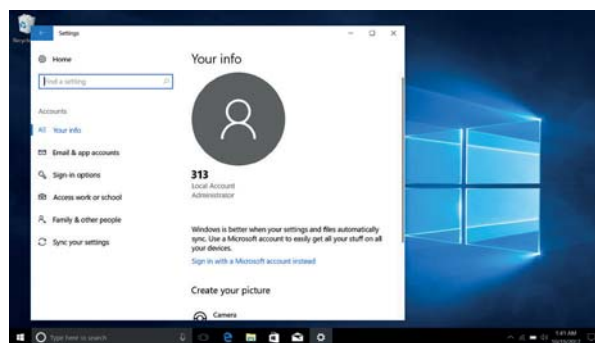 Settings
Home
Your info
Find a setting
Accounts
Your info
Email & app accounts
Sign-in options
Access work or school
Family & other people
Sync your settings
313
Local Account
Administrator
Windows is better when your settings and files automatically
sync. Use a Microsoft account to easily get all your stuff on all
your devices.
Sign in with a Microsoft account instead
Create your picture
Camera
Type here to search
1:41 AM